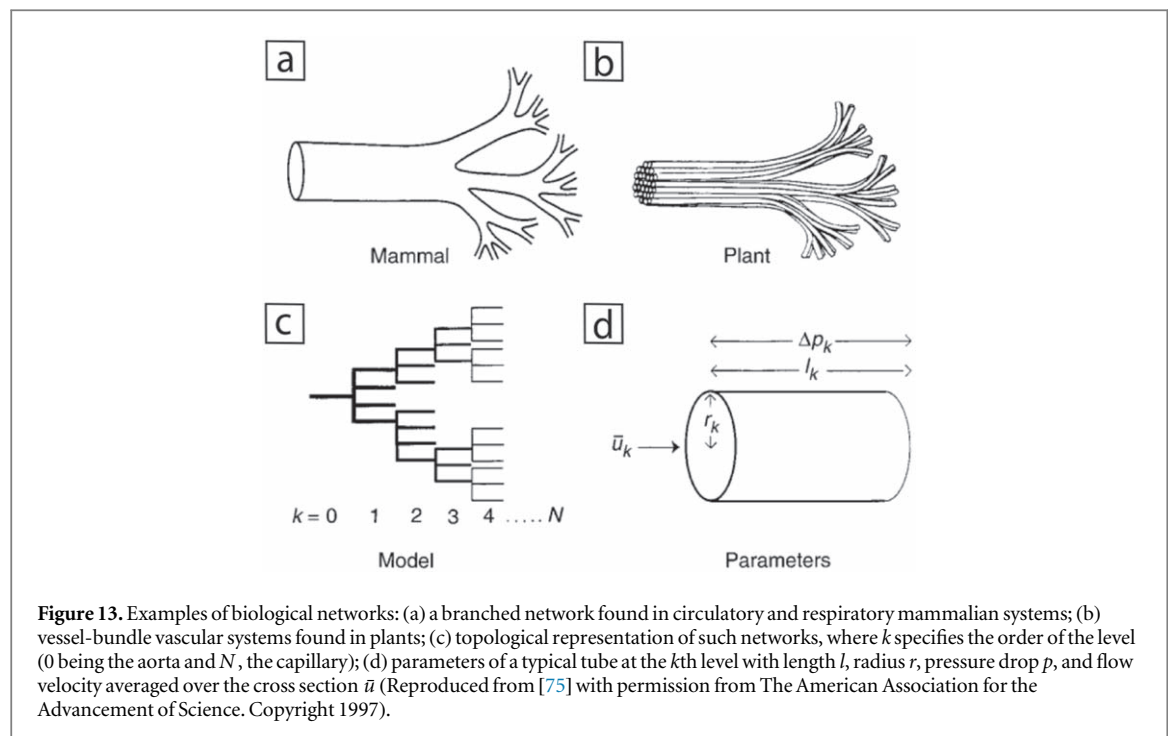 a
b
Mammal
Plant
c
d
Δpₖ
lₖ
rₖ
ūₖ
k = 0 1 2 3 4 ..... N
Model
Parameters
Figure 13. Examples of biological networks: (a) a branched network found in circulatory and respiratory mammalian systems; (b)
vessel-bundle vascular systems found in plants; (c) topological representation of such networks, where k specifies the order of the level
(0 being the aorta and N, the capillary); (d) parameters of a typical tube at the kth level with length l, radius r, pressure drop p, and flow
velocity averaged over the cross section ū (Reproduced from [75] with permission from The American Association for the
Advancement of Science. Copyright 1997).